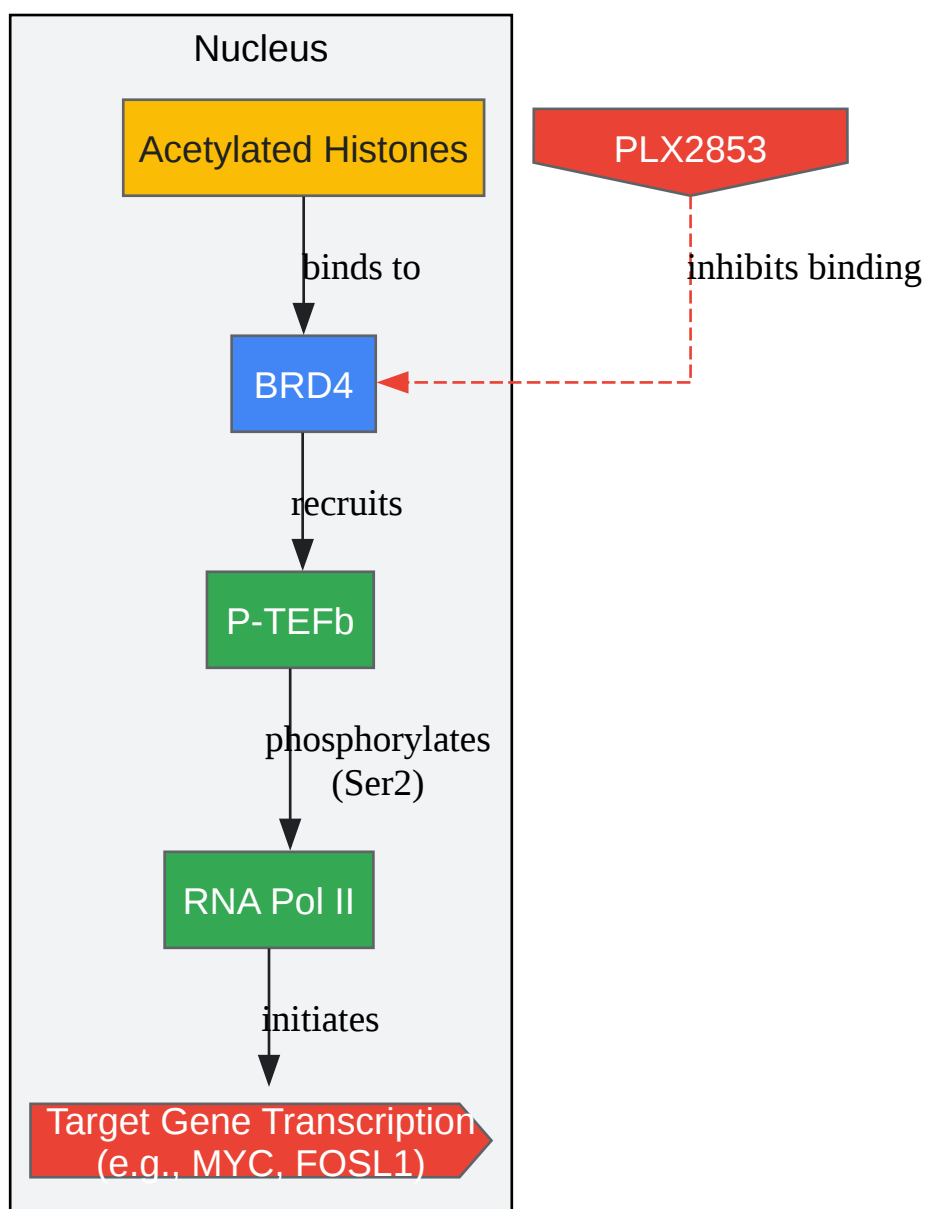 Nucleus
Acetylated Histones
PLX2853
binds to
inhibits binding
BRD4
recruits
P-TEFb
phosphorylates
(Ser2)
RNA Pol II
initiates
Target Gene Transcription
(e.g., MYC, FOSL1)